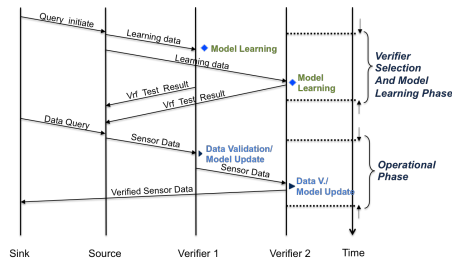 Query initiate
Learning data
Model Learning
Learning data
Model
Learning
Vrf Test Result
Vrf Test Result
Verifier
Selection
And Model
Learning Phase
Data Query
Sensor Data
Data Validation/
Model Update
Sensor Data
Data V./
Model Update
Verified Sensor Data
Operational
Phase
Sink
Source
Verifier 1
Verifier 2
Time